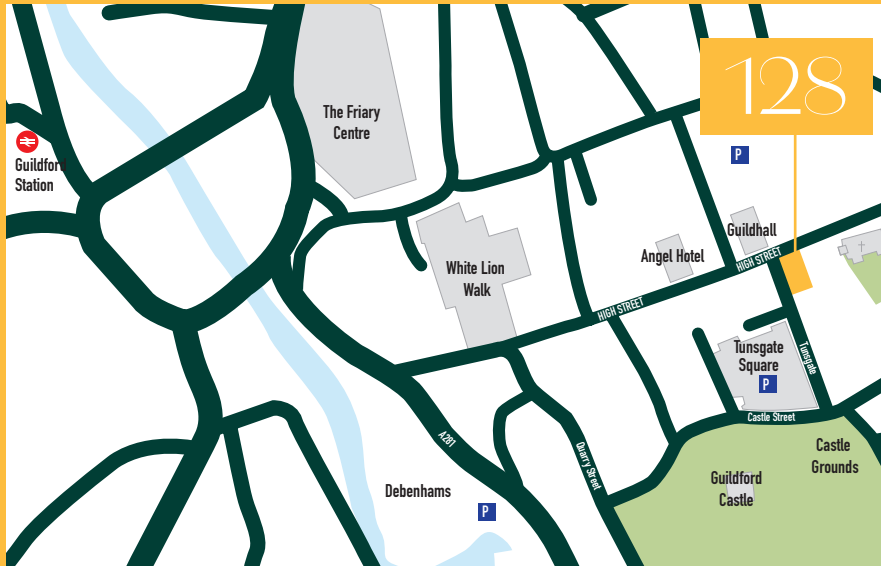 128
The Friary
Centre
Guildford
Station
P
Guildhall
Angel Hotel
HIGH STREET
White Lion
Walk
HIGH STREET
Tunsgate
Square
P
Tunsgate
Castle Street
A281
Quarry Street
Castle
Grounds
Guildford
Castle
Debenhams
P